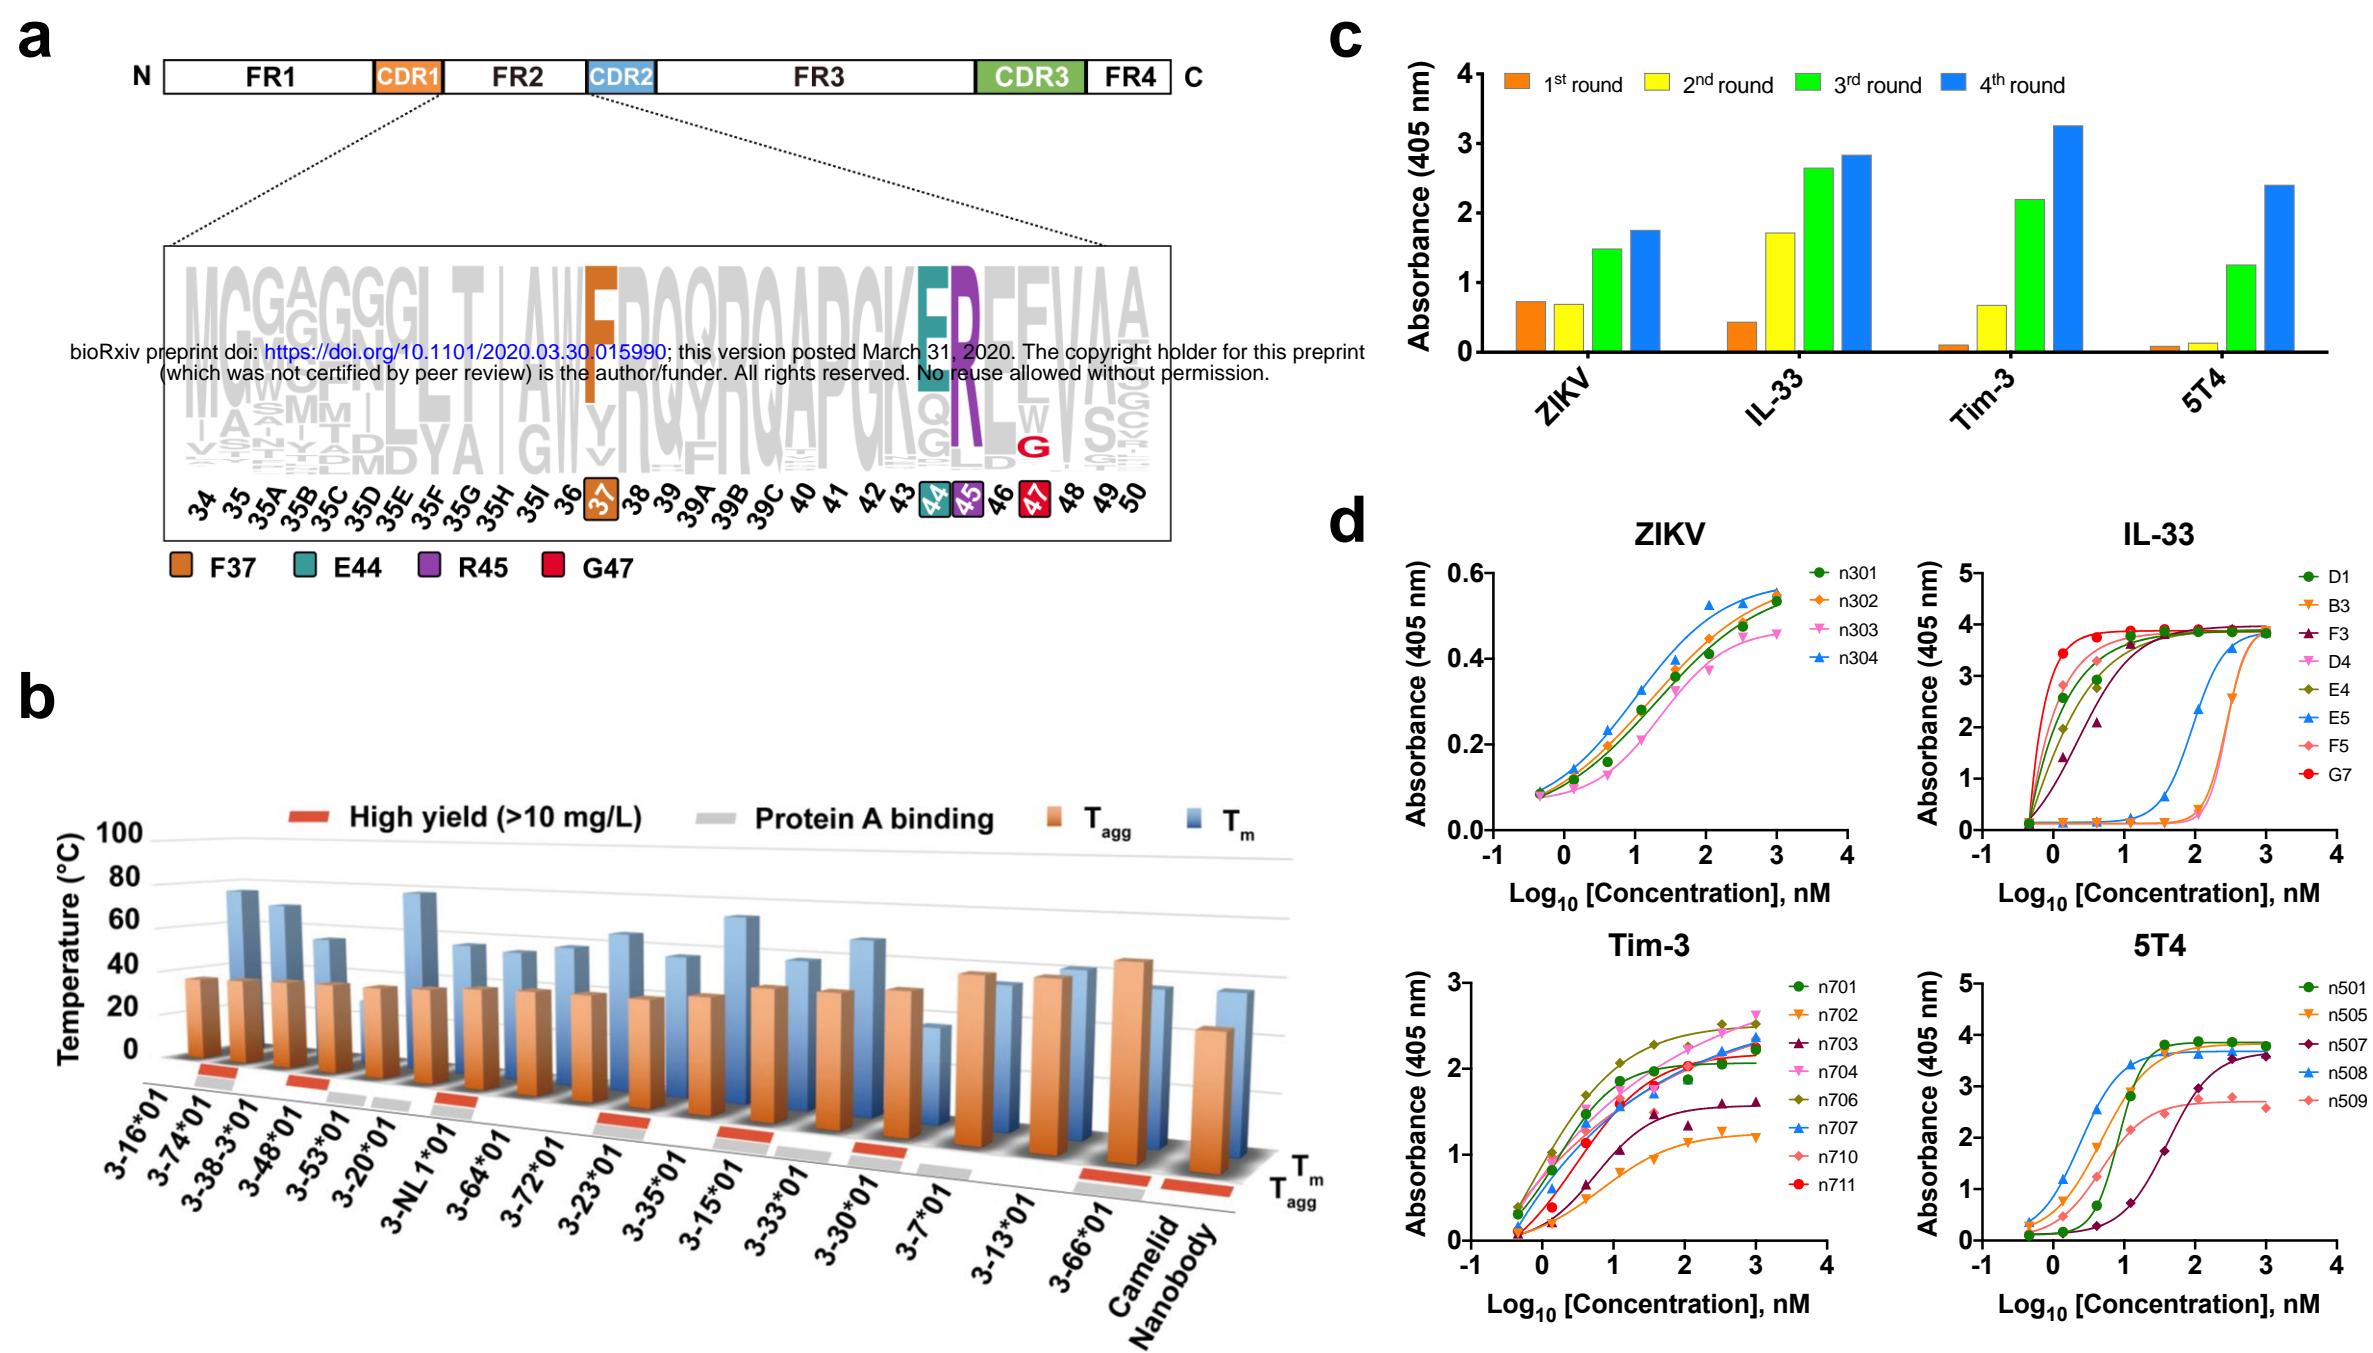 a
N FR1 CDR1 FR2 CDR2 FR3 CDR3 FR4 C
bioRxiv preprint doi: https://doi.org/10.1101/2020.03.30.015990; this version posted March 31, 2020. The copyright holder for this preprint
(which was not certified by peer review) is the author/funder. All rights reserved. No reuse allowed without permission.
34 35 35A 35B 35C 35D 35E 35F 35G 35H 35I 36 37 38 39 39A 39B 39C 40 41 42 43 44 45 46 47 48 49 50
F37 E44 R45 G47
b
High yield (>10 mg/L) Protein A binding Tagg Tm
Temperature (°C)
100
80
60
40
20
0
3-16*01
3-74*01
3-38-3*01
3-48*01
3-53*01
3-20*01
3-NL1*01
3-64*01
3-72*01
3-23*01
3-35*01
3-15*01
3-33*01
3-30*01
3-7*01
3-13*01
3-66*01
Camelid
Nanobody
Tm
Tagg
c
1st round 2nd round 3rd round 4th round
Absorbance (405 nm)
4
3
2
1
0
ZIKV IL-33 Tim-3 5T4
d
ZIKV
Absorbance (405 nm)
0.6
0.4
0.2
0.0
-1 0 1 2 3 4
Log10 [Concentration], nM
n301
n302
n303
n304
IL-33
Absorbance (405 nm)
5
4
3
2
1
0
-1 0 1 2 3 4
Log10 [Concentration], nM
D1
B3
F3
D4
E4
E5
F5
G7
Tim-3
Absorbance (405 nm)
3
2
1
0
-1 0 1 2 3 4
Log10 [Concentration], nM
n701
n702
n703
n704
n706
n707
n710
n711
5T4
Absorbance (405 nm)
5
4
3
2
1
0
-1 0 1 2 3 4
Log10 [Concentration], nM
n501
n505
n507
n508
n509